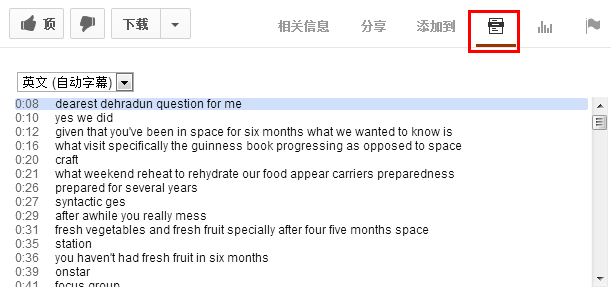 顶 下载 相关信息 分享 添加到
英文 (自动字幕)
0:08 dearest dehradun question for me
0:10 yes we did
0:12 given that you've been in space for six months what we wanted to know is
0:16 what visit specifically the guinness book progressing as opposed to space
0:20 craft
0:21 what weekend reheat to rehydrate our food appear carriers preparedness
0:26 prepared for several years
0:27 syntactic ges
0:29 after awhile you really mess
0:31 fresh vegetables and fresh fruit specially after four five months space
0:35 station
0:36 you haven't had fresh fruit in six months
0:39 onstar
0:41 focus group